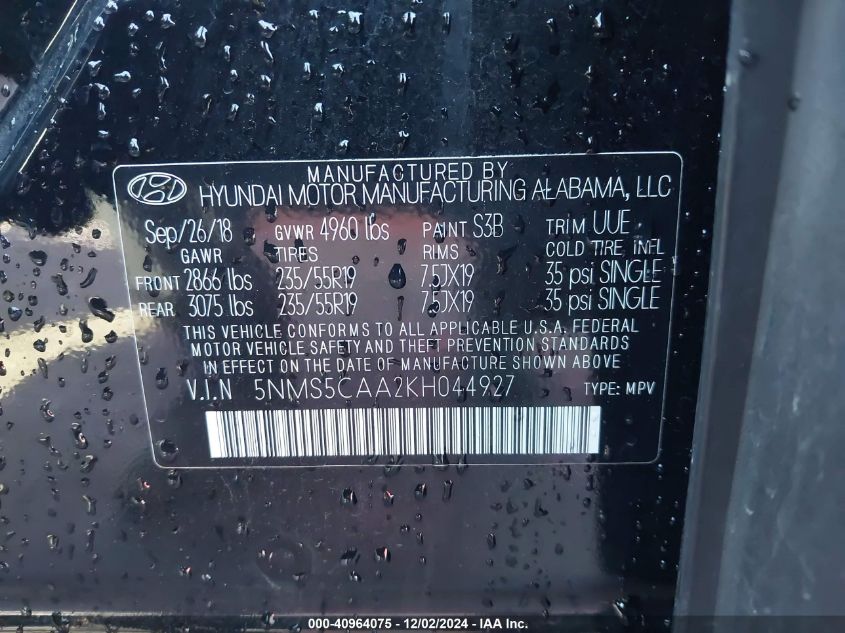 MANUFACTURED BY
HYUNDAI MOTOR MANUFACTURING ALABAMA, LLC
Sep/26/18 GVWR 4960 lbs PAINT S3B TRIM UUE
GAWR TIRES RIMS COLD TIRE INFL
FRONT 2866 lbs 235/55R19 7.5JX19 35 psi SINGLE
REAR 3075 lbs 235/55R19 7.5JX19 35 psi SINGLE
THIS VEHICLE CONFORMS TO ALL APPLICABLE U.S.A. FEDERAL
MOTOR VEHICLE SAFETY AND THEFT PREVENTION STANDARDS
IN EFFECT ON THE DATE OF MANUFACTURE SHOWN ABOVE
V.I.N 5NMS5CAA2KH044927 TYPE: MPV
000-40964075 - 12/02/2024 - IAA Inc.